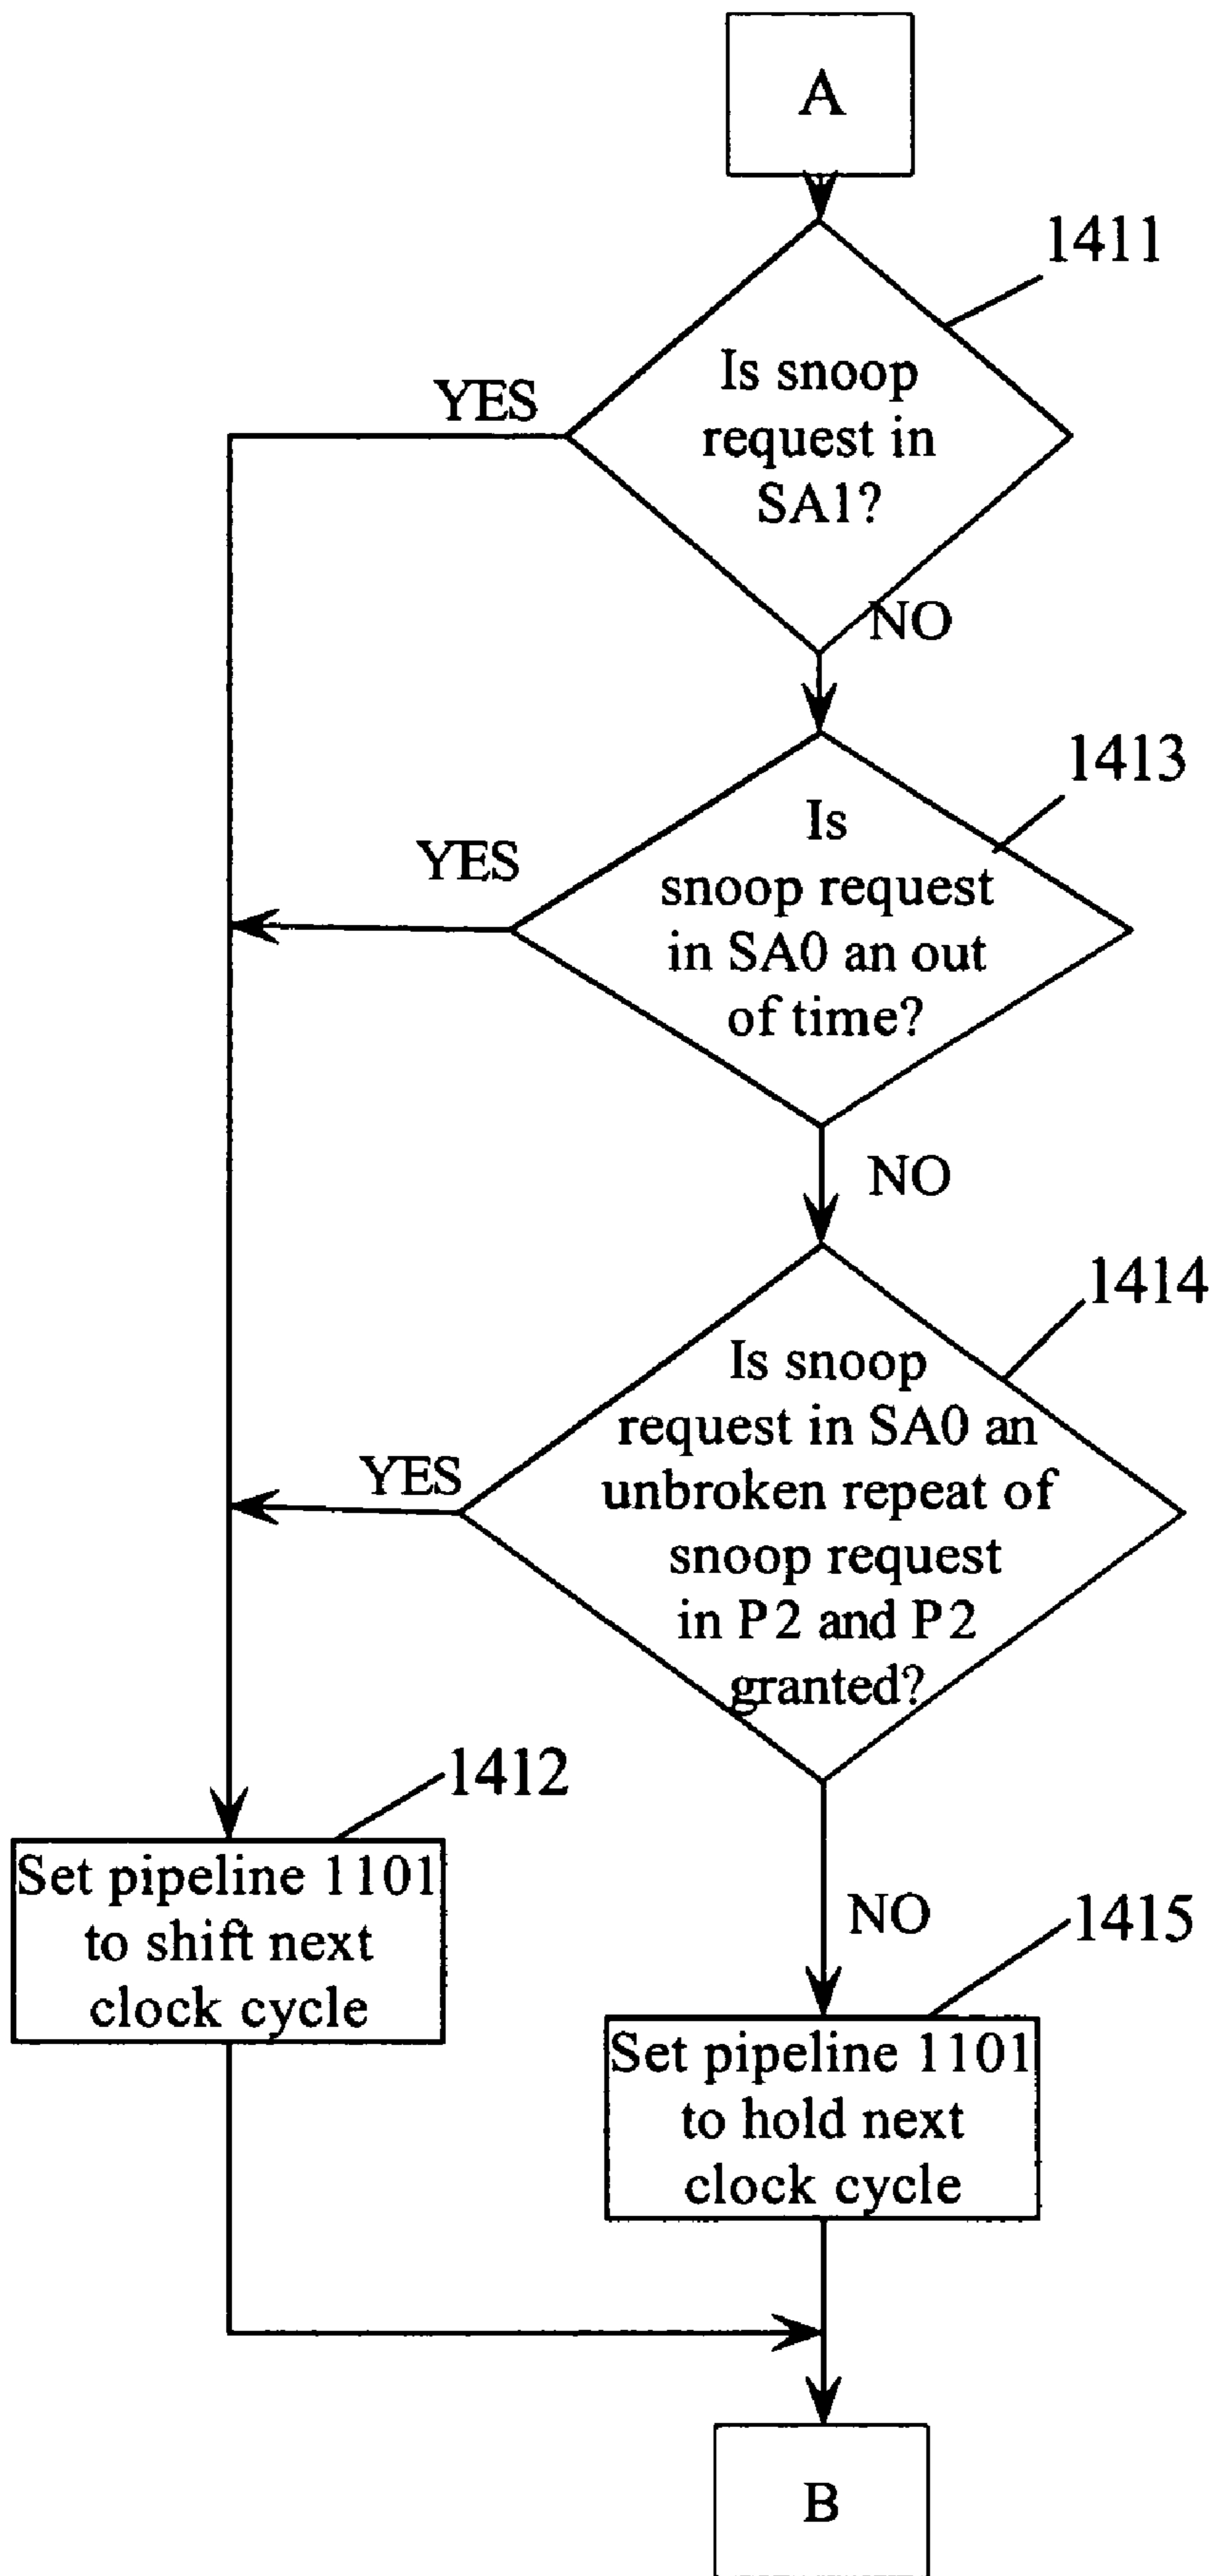 A
1411
Is snoop
request in
SA1?
YES
NO
1413
Is
snoop request
in SA0 an out
of time?
YES
NO
1414
Is snoop
request in SA0 an
unbroken repeat of
snoop request
in P2 and P2
granted?
YES
1412
Set pipeline 1101
to shift next
clock cycle
NO
1415
Set pipeline 1101
to hold next
clock cycle
B